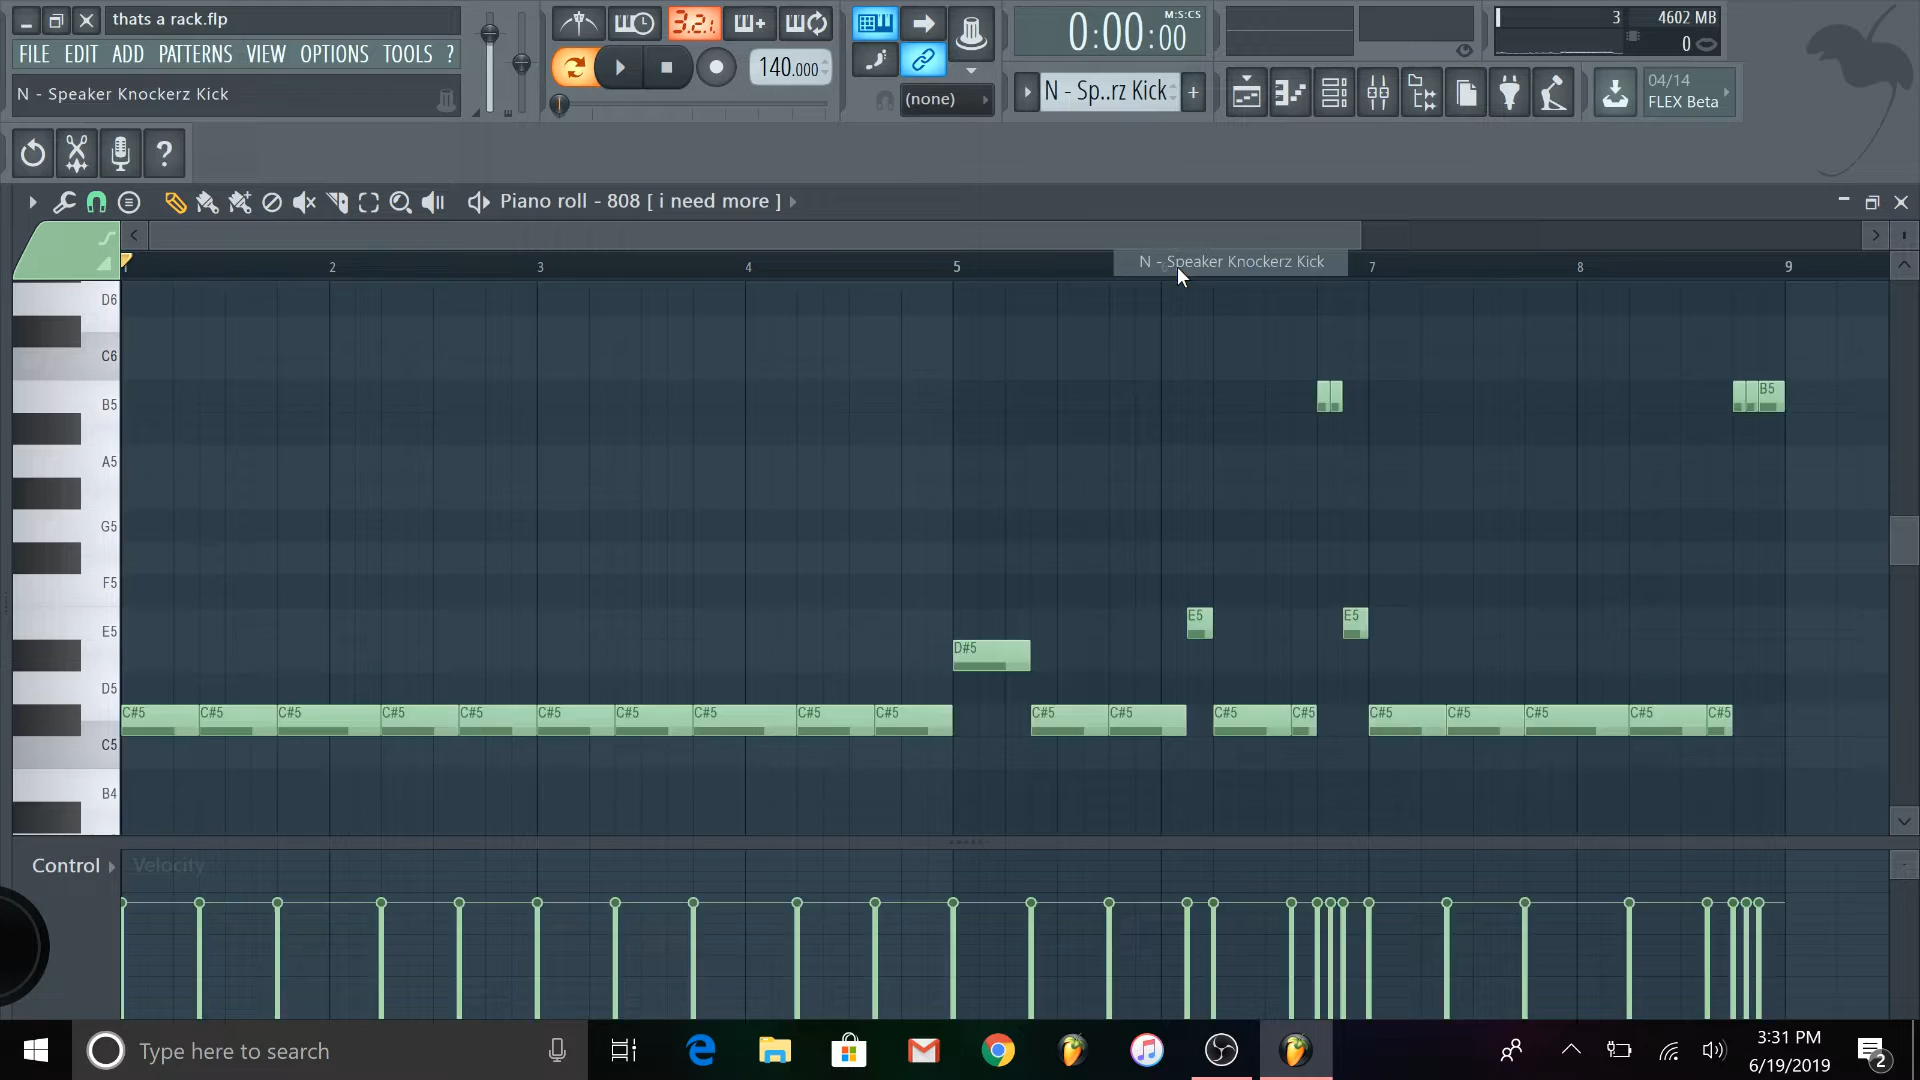 thats a rack.flp
FILE EDIT ADD PATTERNS VIEW OPTIONS TOOLS ?
N - Speaker Knockerz Kick
3.2.1
140.000
(none)
M:S:CS
0:00:00
N - Sp..rz Kick
3
4602 MB
0
04/14
FLEX Beta
?
Piano roll - 808 [ i need more ]
2 3 4 5 7 8 9
N - Speaker Knockerz Kick
D6
C6
B5
B5
A5
G5
F5
E5 E5
E5
D#5
D5
C#5 C#5 C#5 C#5 C#5 C#5 C#5 C#5 C#5 C#5 C#5 C#5 C#5 C#5 C#5 C#5 C#5 C#5 C#5
C5
B4
Control Velocity
Type here to search
3:31 PM
6/19/2019
2